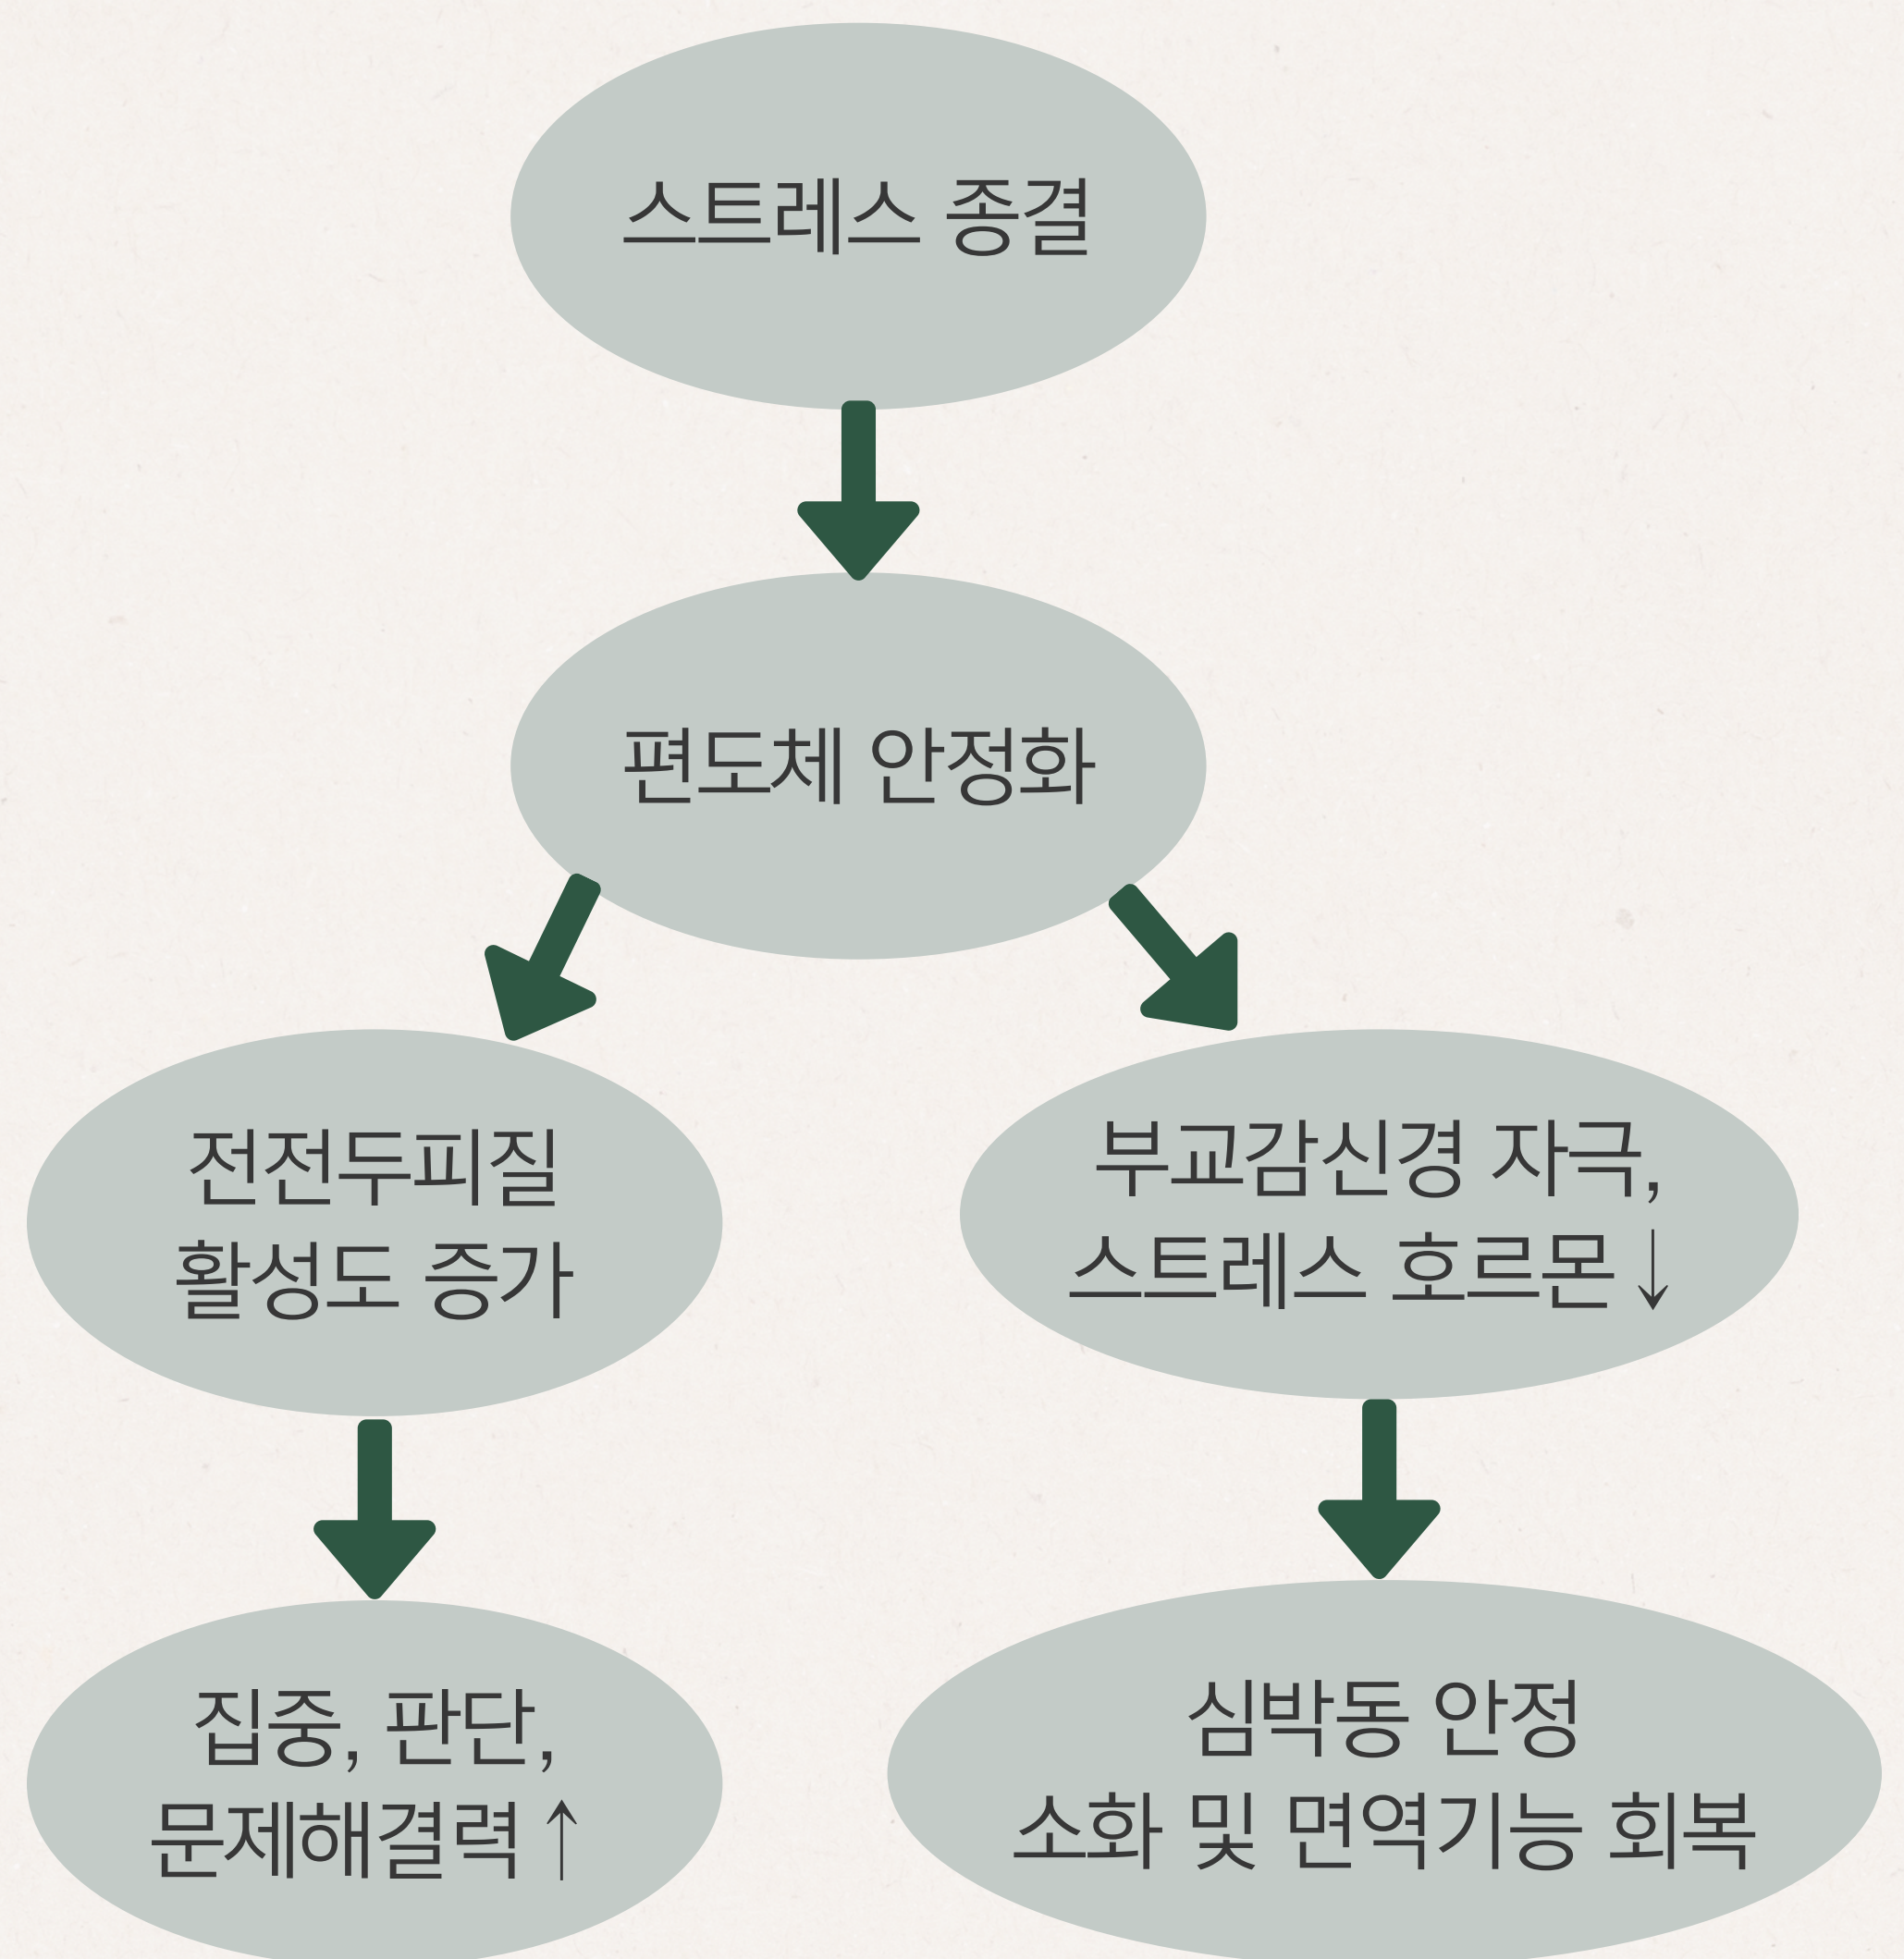 스트레스 종결
편도체 안정화
전전두피질
활성도 증가
부교감신경 자극,
스트레스 호르몬↓
집중, 판단,
문제해결력↑
심박동 안정
소화 및 면역기능 회복